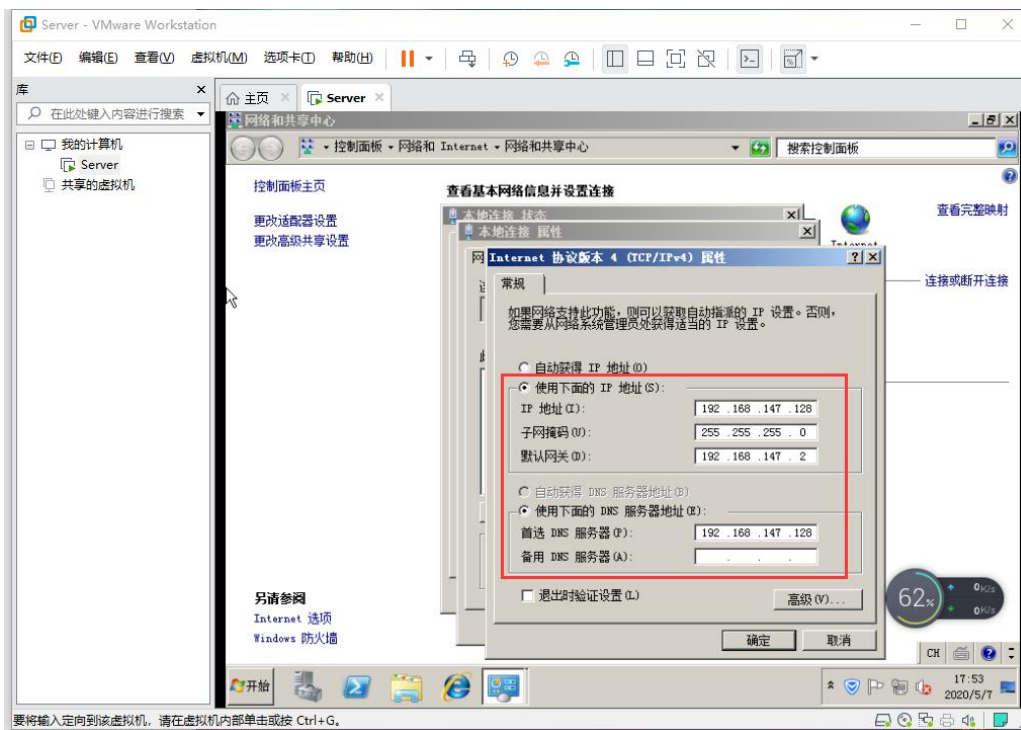 Server - VMware Workstation
文件(F) 编辑(E) 查看(V) 虚拟机(M) 选项卡(T) 帮助(H)
库
主页
Server
在此处键入内容进行搜索
我的计算机
Server
共享的虚拟机
网络和共享中心
控制面板 网络和 Internet 网络和共享中心
搜索控制面板
控制面板主页
更改适配器设置
更改高级共享设置
查看基本网络信息并设置连接
查看完整映射
本地连接 状态
本地连接 属性
Internet
连接或断开连接
网
Internet 协议版本 4 (TCP/IPv4) 属性
常规
如果网络支持此功能,则可以获取自动指派的 IP 设置。否则,
您需要从网络系统管理员处获得适当的 IP 设置。
自动获得 IP 地址(O)
使用下面的 IP 地址(S):
IP 地址(I): 192 .168 .147 .128
子网掩码(U): 255 .255 .255 . 0
默认网关(D): 192 .168 .147 . 2
自动获得 DNS 服务器地址(B)
使用下面的 DNS 服务器地址(E):
首选 DNS 服务器(P): 192 .168 .147 .128
备用 DNS 服务器(A): . . .
退出时验证设置(L)
高级(V)...
确定 取消
另请参阅
Internet 选项
Windows 防火墙
62%
0K/s
0K/s
CH
开始
17:53
2020/5/7
要将输入定向到该虚拟机,请在虚拟机内部单击或按 Ctrl+G。